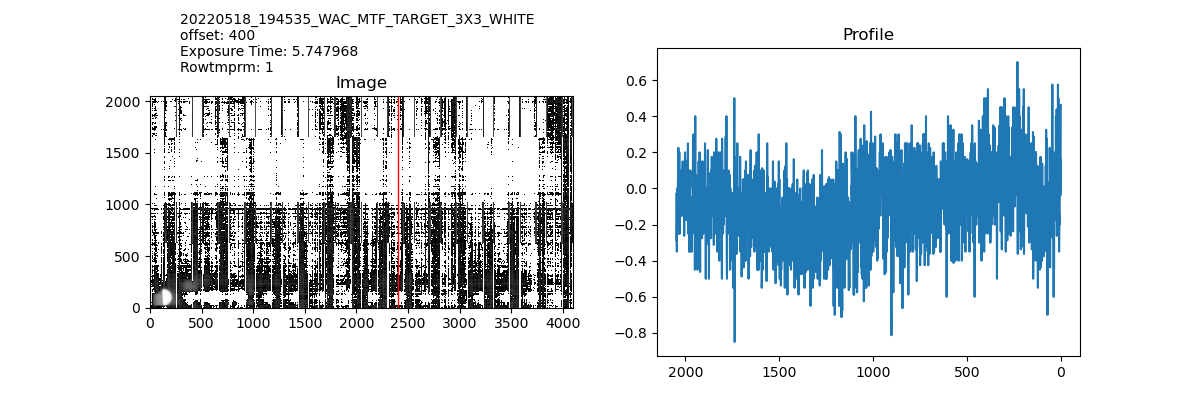 20220518_194535_WAC_MTF_TARGET_3X3_WHITE
offset: 400
Exposure Time: 5.747968
Rowtmprm: 1
Image
2000
1500
1000
500
0
0 500 1000 1500 2000 2500 3000 3500 4000
Profile
0.6
0.4
0.2
0.0
−0.2
−0.4
−0.6
−0.8
2000 1500 1000 500 0